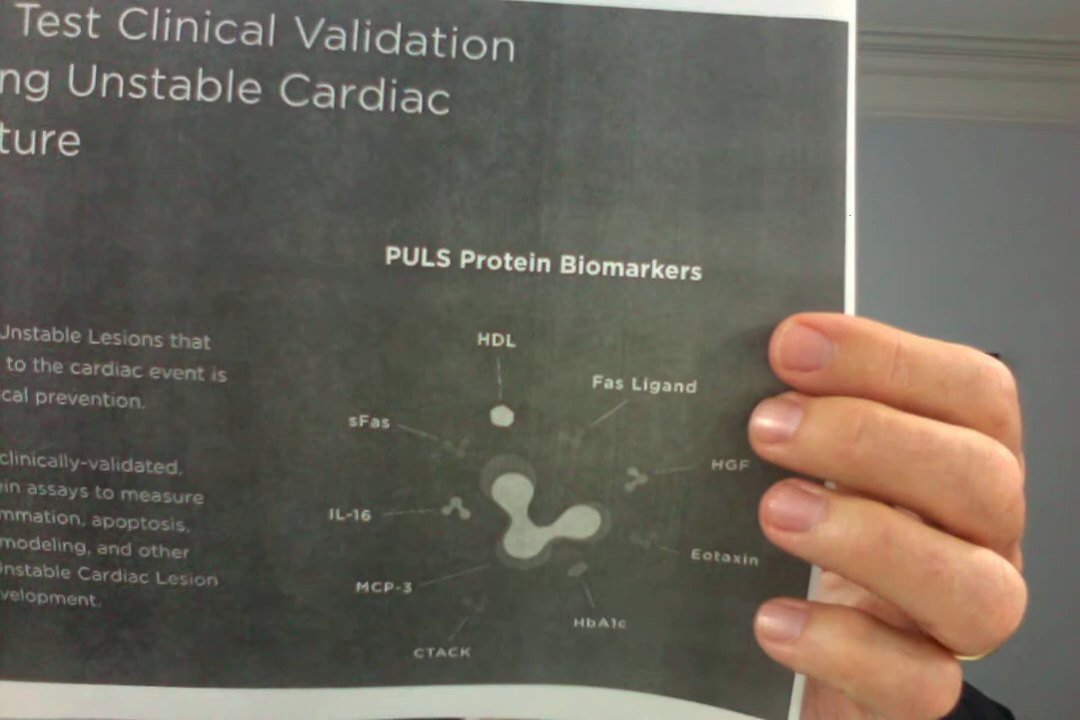 Test Clinical Validation
ng Unstable Cardiac
ture
PULS Protein Biomarkers
HDL
Fas Ligand
sFas
HGF
IL-16
Eotaxin
MCP-3
HbA1c
CTACK
Unstable Lesions that
to the cardiac event is
cal prevention.
clinically-validated,
ein assays to measure
mmation, apoptosis,
modeling, and other
Unstable Cardiac Lesion
velopment.